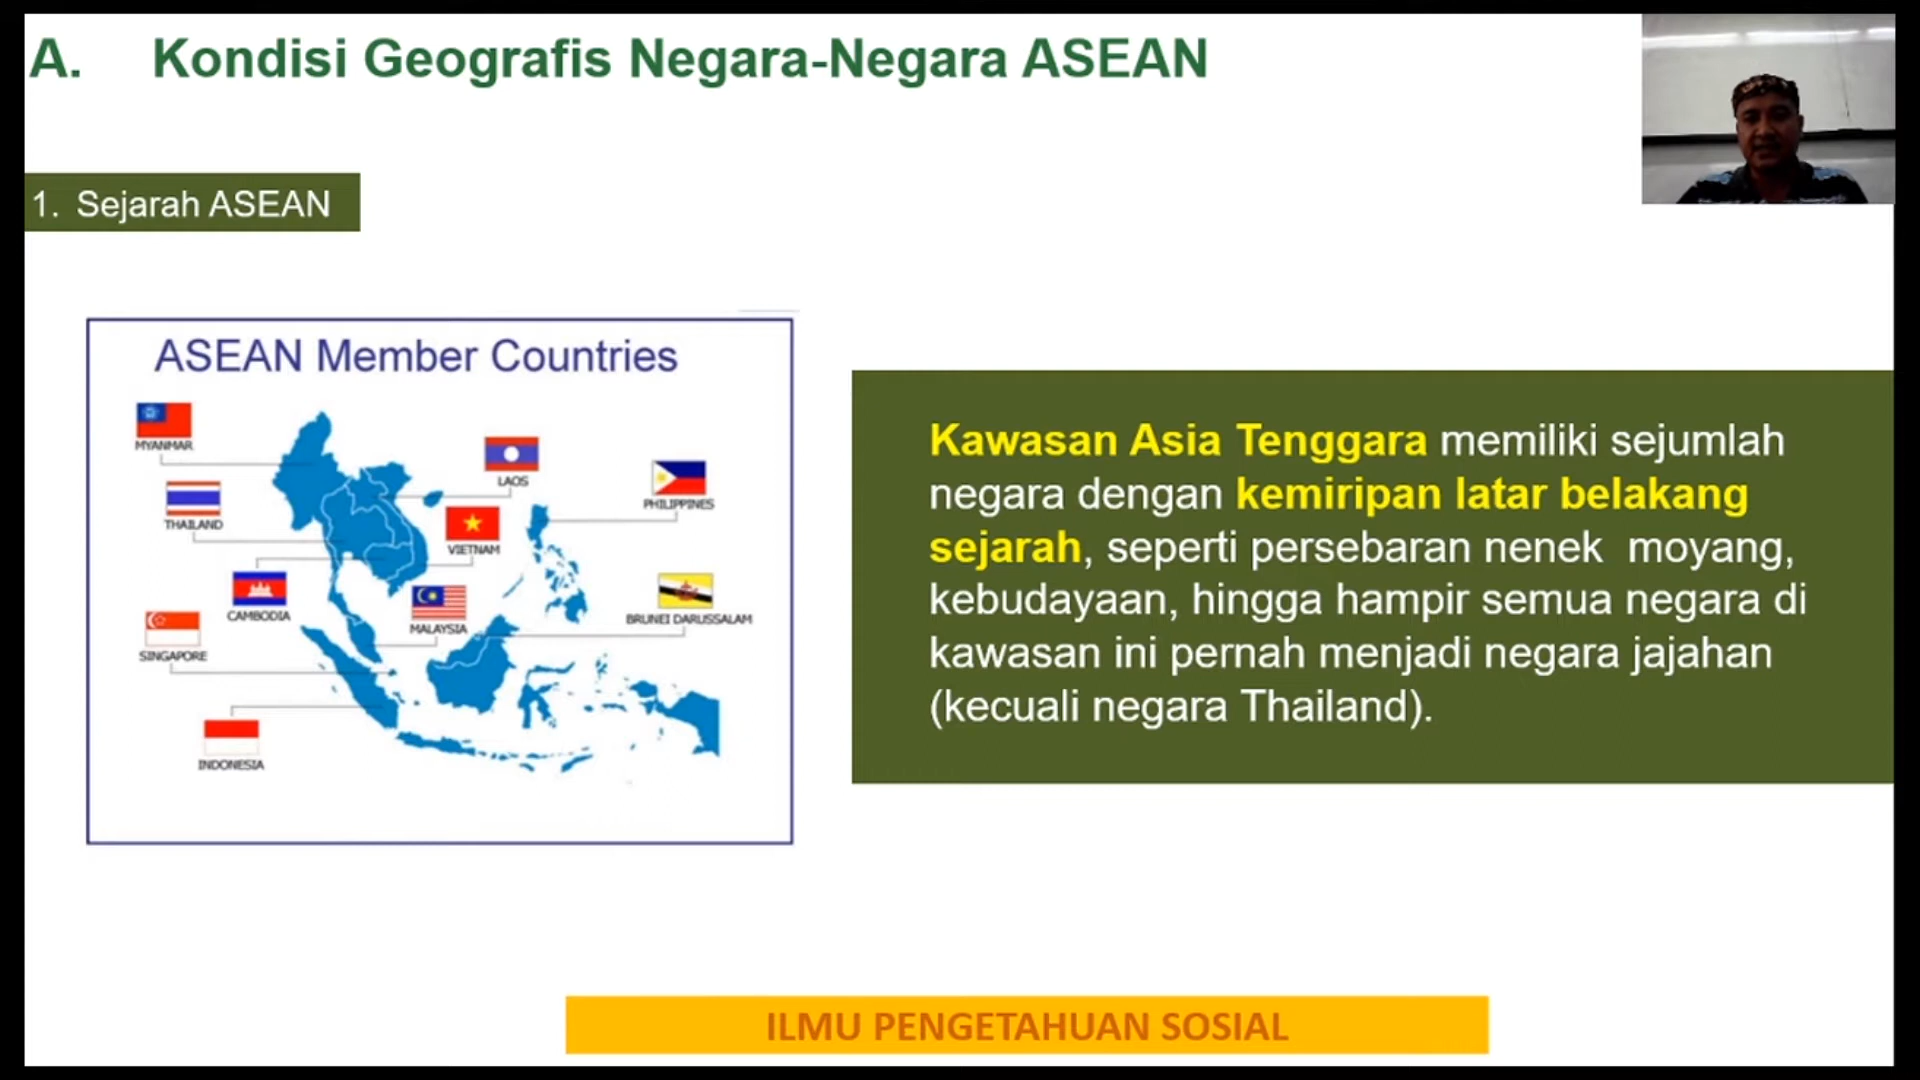 A. Kondisi Geografis Negara-Negara ASEAN
1. Sejarah ASEAN
ASEAN Member Countries
MYANMAR
LAOS
PHILIPPINES
THAILAND
VIETNAM
CAMBODIA
MALAYSIA
BRUNEI DARUSSALAM
SINGAPORE
INDONESIA
Kawasan Asia Tenggara memiliki sejumlah
negara dengan kemiripan latar belakang
sejarah, seperti persebaran nenek moyang,
kebudayaan, hingga hampir semua negara di
kawasan ini pernah menjadi negara jajahan
(kecuali negara Thailand).
ILMU PENGETAHUAN SOSIAL